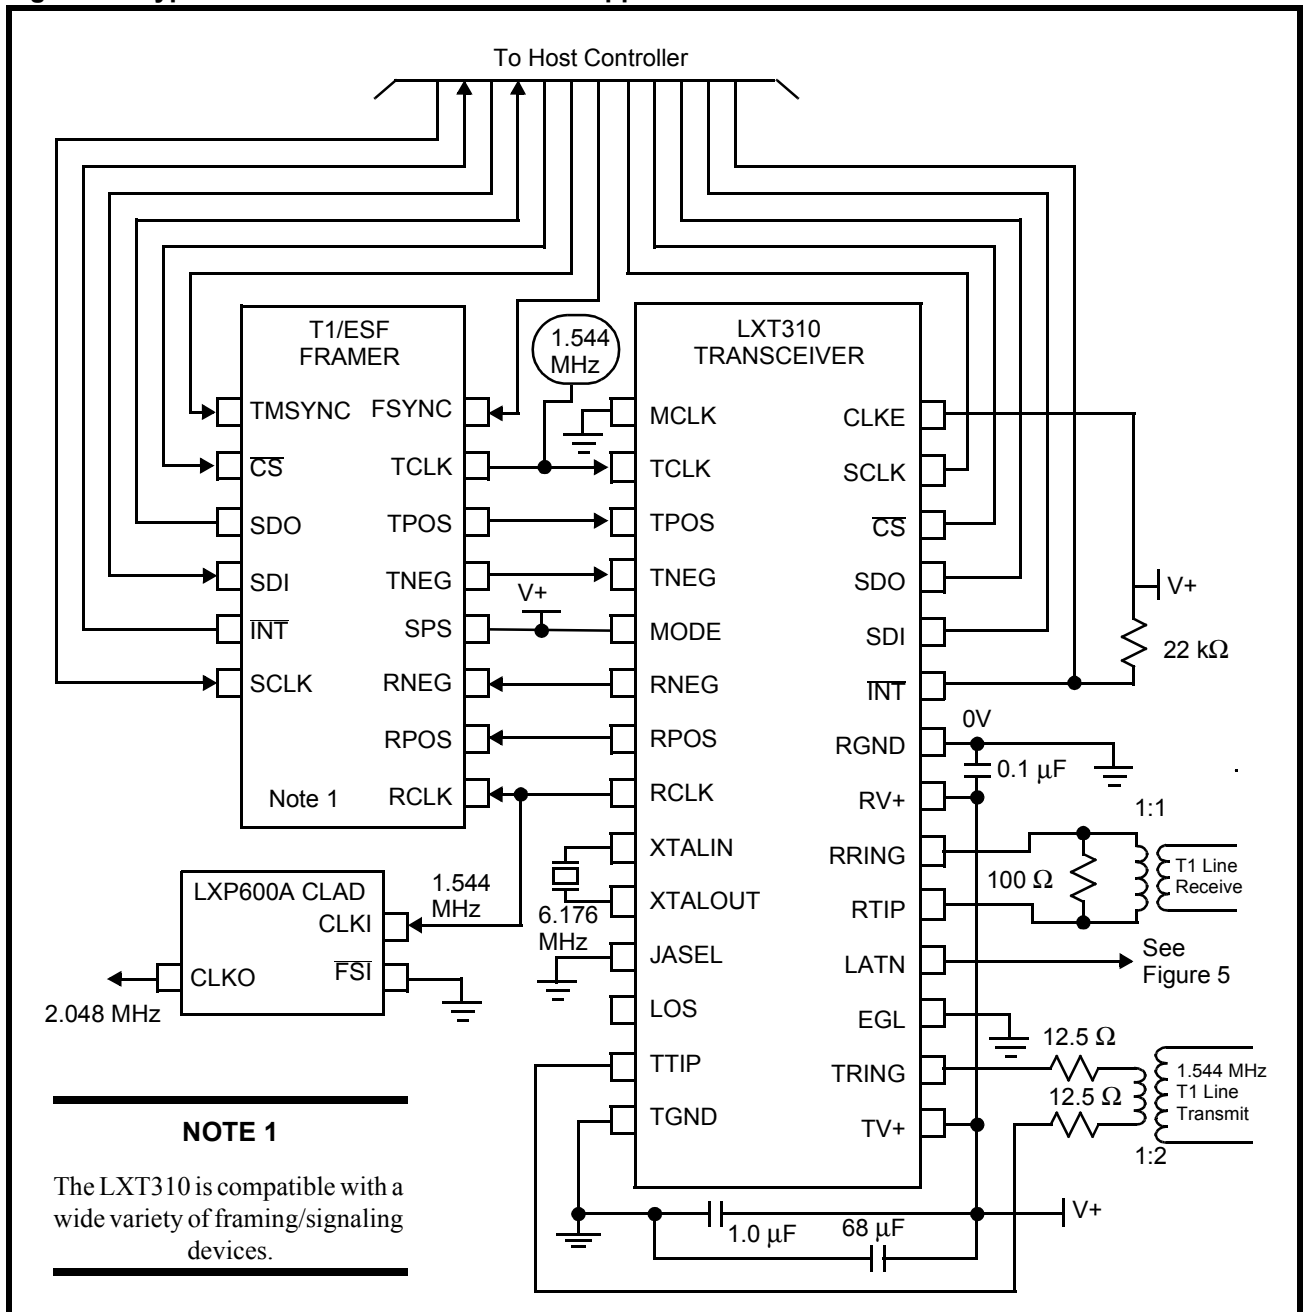 To Host Controller
T1/ESF
FRAMER
TMSYNC
FSYNC
CS
TCLK
SDO
TPOS
SDI
TNEG
INT
SPS
SCLK
RNEG
RPOS
Note 1
RCLK
1.544
MHz
V+
LXT310
TRANSCEIVER
MCLK
CLKE
TCLK
SCLK
TPOS
CS
TNEG
SDO
MODE
SDI
RNEG
INT
RPOS
RGND
RCLK
RV+
XTALIN
RRING
XTALOUT
RTIP
JASEL
LATN
LOS
EGL
TTIP
TRING
TGND
TV+
V+
22 kΩ
0V
0.1 μF
1:1
100 Ω
T1 Line
Receive
See
Figure 5
12.5 Ω
12.5 Ω
1.544 MHz
T1 Line
Transmit
1:2
V+
1.0 μF
68 μF
6.176
MHz
LXP600A CLAD
CLKI
FSI
CLKO
1.544
MHz
2.048 MHz
NOTE 1
The LXT310 is compatible with a
wide variety of framing/signaling
devices.